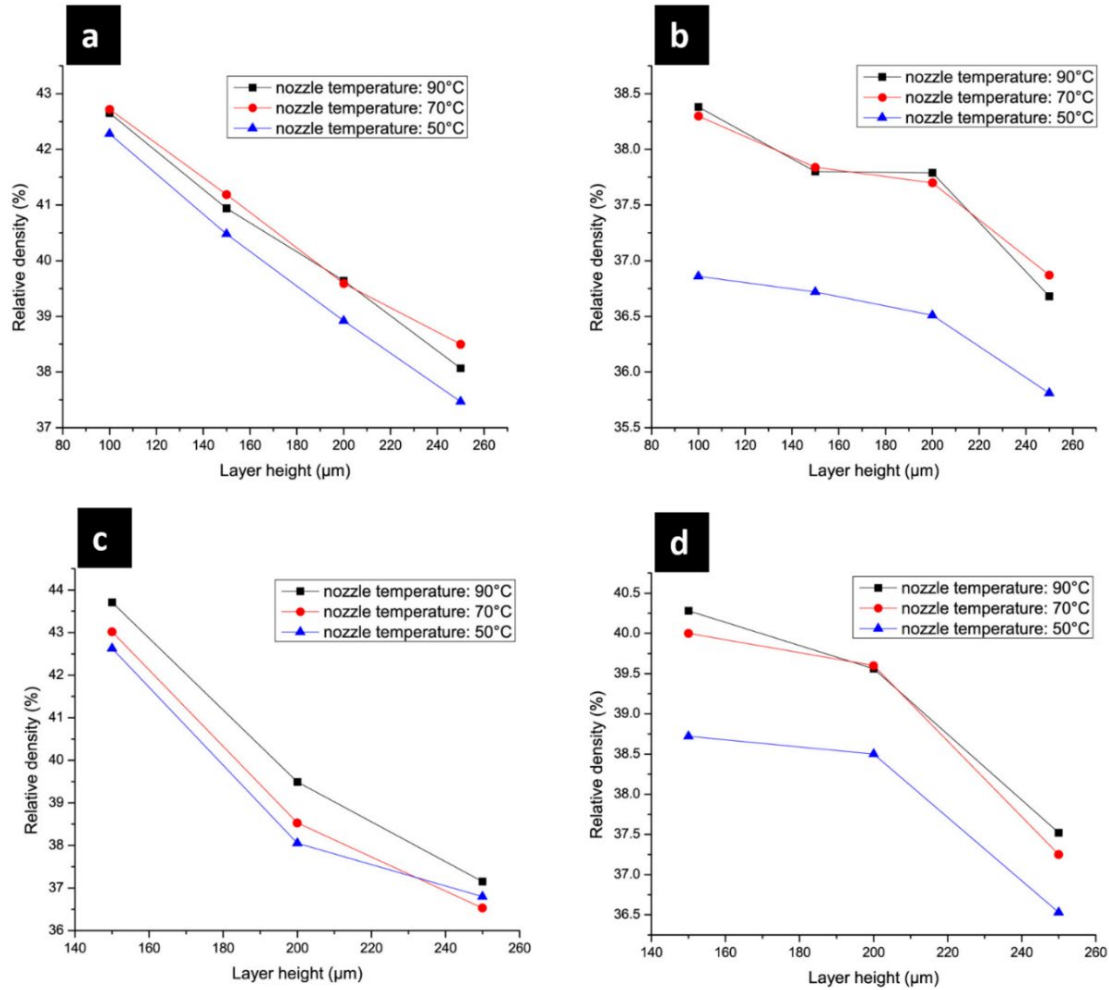 a
nozzle temperature: 90°C
nozzle temperature: 70°C
nozzle temperature: 50°C
43
42
41
40
39
38
37
Relative density (%)
80 100 120 140 160 180 200 220 240 260
Layer height (µm)
b
nozzle temperature: 90°C
nozzle temperature: 70°C
nozzle temperature: 50°C
38.5
38.0
37.5
37.0
36.5
36.0
35.5
Relative density (%)
80 100 120 140 160 180 200 220 240 260
Layer height (µm)
c
nozzle temperature: 90°C
nozzle temperature: 70°C
nozzle temperature: 50°C
44
43
42
41
40
39
38
37
36
Relative density (%)
140 160 180 200 220 240 260
Layer height (µm)
d
nozzle temperature: 90°C
nozzle temperature: 70°C
nozzle temperature: 50°C
40.5
40.0
39.5
39.0
38.5
38.0
37.5
37.0
36.5
Relative density (%)
140 160 180 200 220 240 260
Layer height (µm)